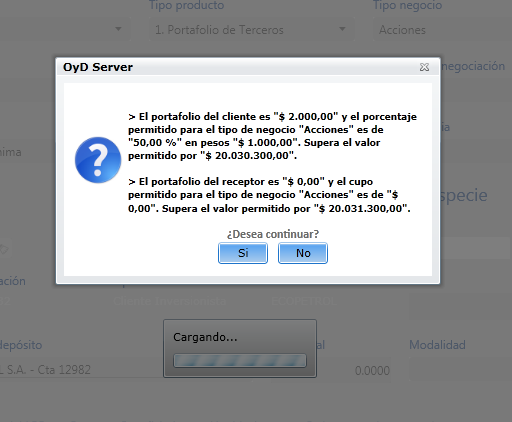 Tipo producto
Tipo negocio
1. Portafolio de Terceros
Acciones
OyD Server
negociación
> El portafolio del cliente es "$ 2.000,00" y el porcentaje
permitido para el tipo de negocio "Acciones" es de
"50,00 %" en pesos "$ 1.000,00". Supera el valor
permitido por "$ 20.030.300,00".
> El portafolio del receptor es "$ 0,00" y el cupo
permitido para el tipo de negocio "Acciones" es de "$
0,00". Supera el valor permitido por "$ 20.031.300,00".
especie
¿Desea continuar?
Si
No
Cargando...
depósito
al
Modalidad
S.A. - Cta 12982
0.0000